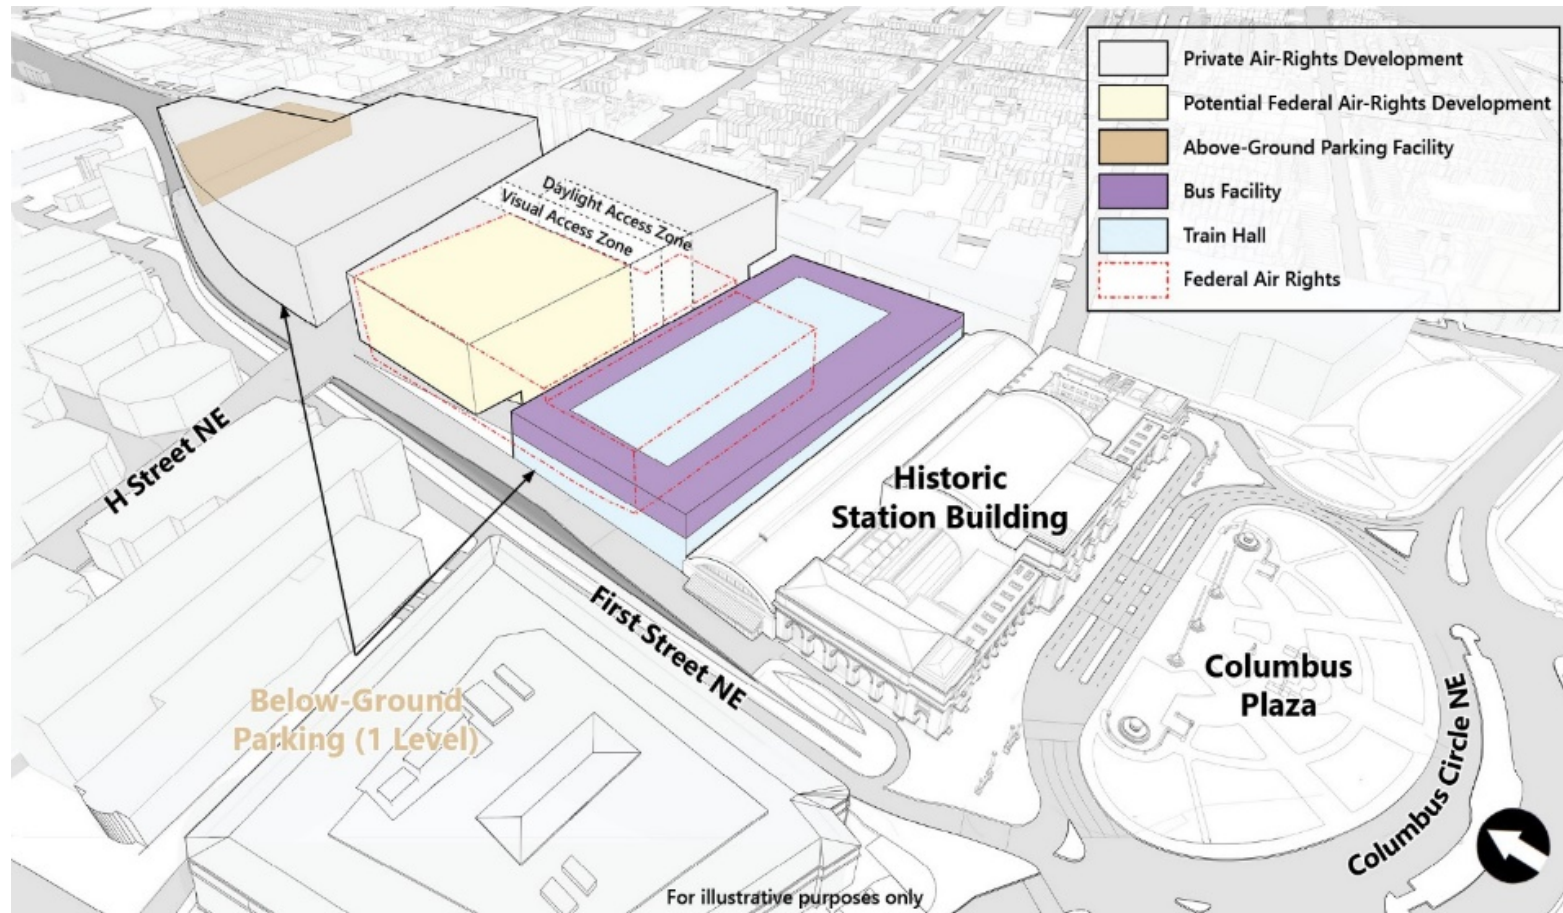 Private Air-Rights Development
Potential Federal Air-Rights Development
Above-Ground Parking Facility
Bus Facility
Train Hall
Federal Air Rights
Daylight Access Zone
Visual Access Zone
H Street NE
Historic
Station Building
First Street NE
Columbus
Plaza
Below-Ground
Parking (1 Level)
Columbus Circle NE
For illustrative purposes only